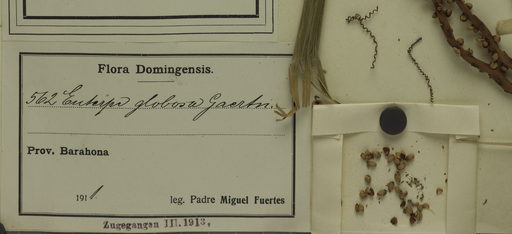 Flora Domingensis.
562 Euterpe globosa Gaertn.
Prov. Barahona
1911 leg. Padre Miguel Fuertes
Zugegangen III. 1913.